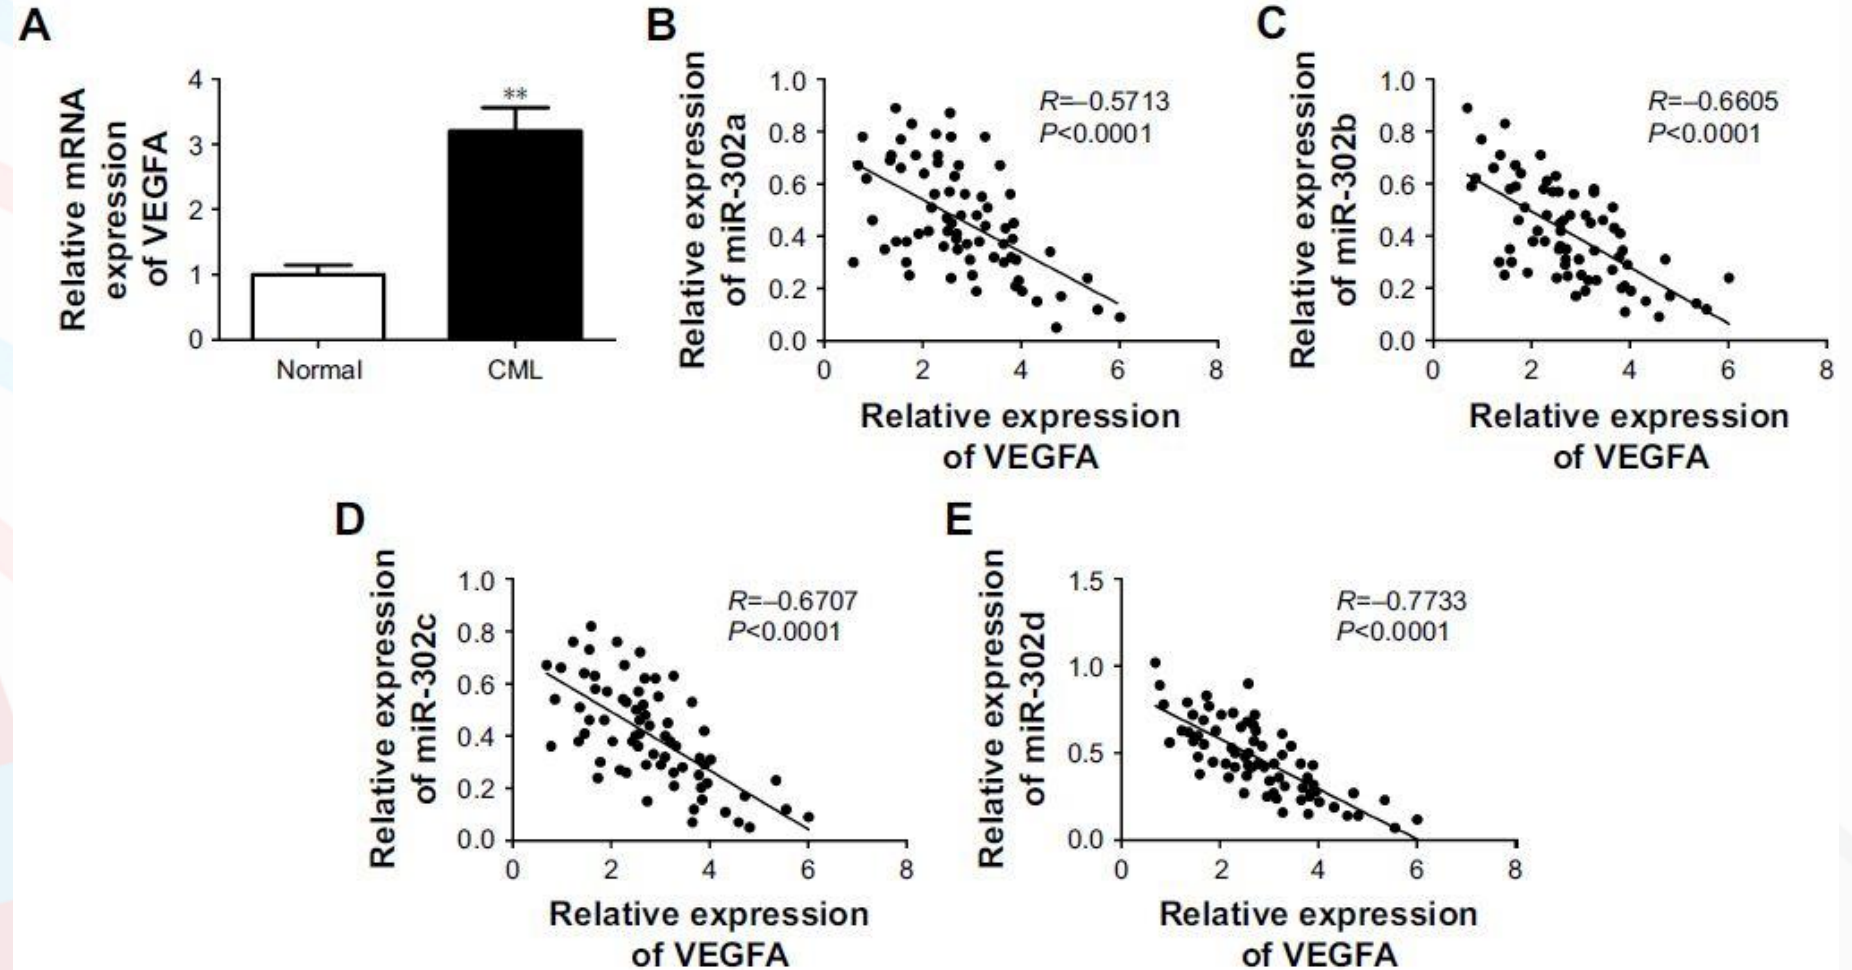 A
Relative mRNA
expression
of VEGFA
4
3
2
1
0
**
Normal
CML
B
Relative expression
of miR-302a
1.0
0.8
0.6
0.4
0.2
0.0
R=–0.5713
P<0.0001
0
2
4
6
8
Relative expression
of VEGFA
C
Relative expression
of miR-302b
1.0
0.8
0.6
0.4
0.2
0.0
R=–0.6605
P<0.0001
0
2
4
6
8
Relative expression
of VEGFA
D
Relative expression
of miR-302c
1.0
0.8
0.6
0.4
0.2
0.0
R=–0.6707
P<0.0001
0
2
4
6
8
Relative expression
of VEGFA
E
Relative expression
of miR-302d
1.5
1.0
0.5
0.0
R=–0.7733
P<0.0001
0
2
4
6
8
Relative expression
of VEGFA